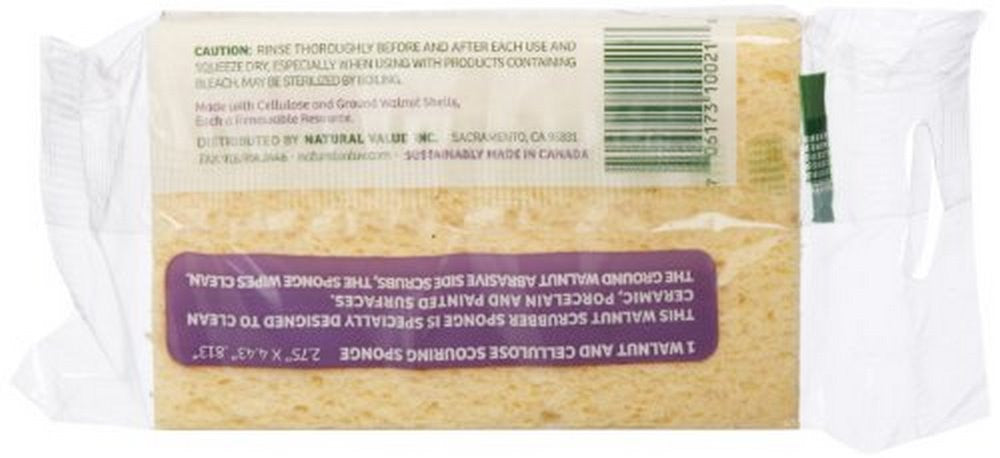 CAUTION: RINSE THOROUGHLY BEFORE AND AFTER EACH USE AND
SQUEEZE DRY, ESPECIALLY WHEN USING WITH PRODUCTS CONTAINING
BLEACH. MAY BE STERILIZED BY BOILING.
Made with Cellulose and Ground Walnut Shells,
Each a Renewable Resource.
DISTRIBUTED BY NATURAL VALUE INC. SACRAMENTO, CA 95831
SUSTAINABLY MADE IN CANADA
7 06173 10021
1 WALNUT AND CELLULOSE SCOURING SPONGE 2.75" X 4.43" .813"
THIS WALNUT SCRUBBER SPONGE IS SPECIALLY DESIGNED TO CLEAN
CERAMIC, PORCELAIN AND PAINTED SURFACES.
THE GROUND WALNUT ABRASIVE SIDE SCRUBS, THE SPONGE WIPES CLEAN.